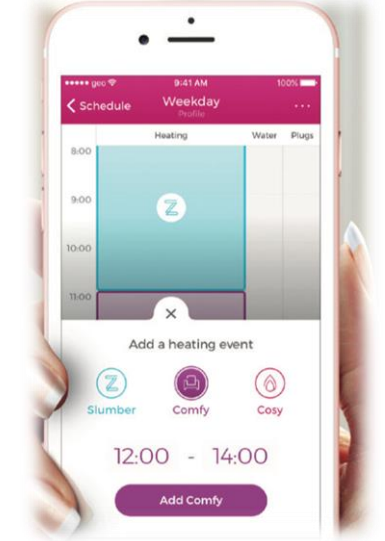 geo 9:41 AM 100%
Schedule Weekday ...
Profile
Heating Water Plugs
8:00
9:00
Z
10:00
11:00
Add a heating event
Z
Slumber Comfy Cosy
12:00 - 14:00
Add Comfy